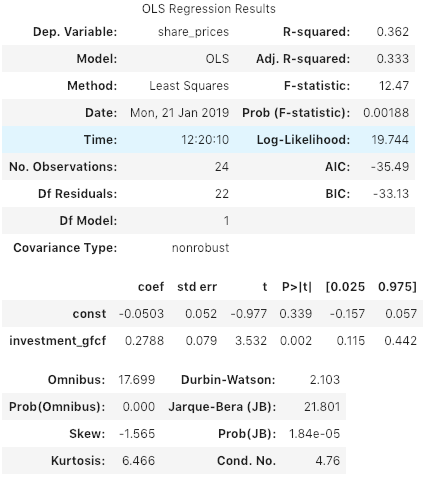 OLS Regression Results
Dep. Variable: share_prices R-squared: 0.362
Model: OLS Adj. R-squared: 0.333
Method: Least Squares F-statistic: 12.47
Date: Mon, 21 Jan 2019 Prob (F-statistic): 0.00188
Time: 12:20:10 Log-Likelihood: 19.744
No. Observations: 24 AIC: -35.49
Df Residuals: 22 BIC: -33.13
Df Model: 1
Covariance Type: nonrobust
coef std err t P>|t| [0.025 0.975]
const -0.0503 0.052 -0.977 0.339 -0.157 0.057
investment_gfcf 0.2788 0.079 3.532 0.002 0.115 0.442
Omnibus: 17.699 Durbin-Watson: 2.103
Prob(Omnibus): 0.000 Jarque-Bera (JB): 21.801
Skew: -1.565 Prob(JB): 1.84e-05
Kurtosis: 6.466 Cond. No. 4.76